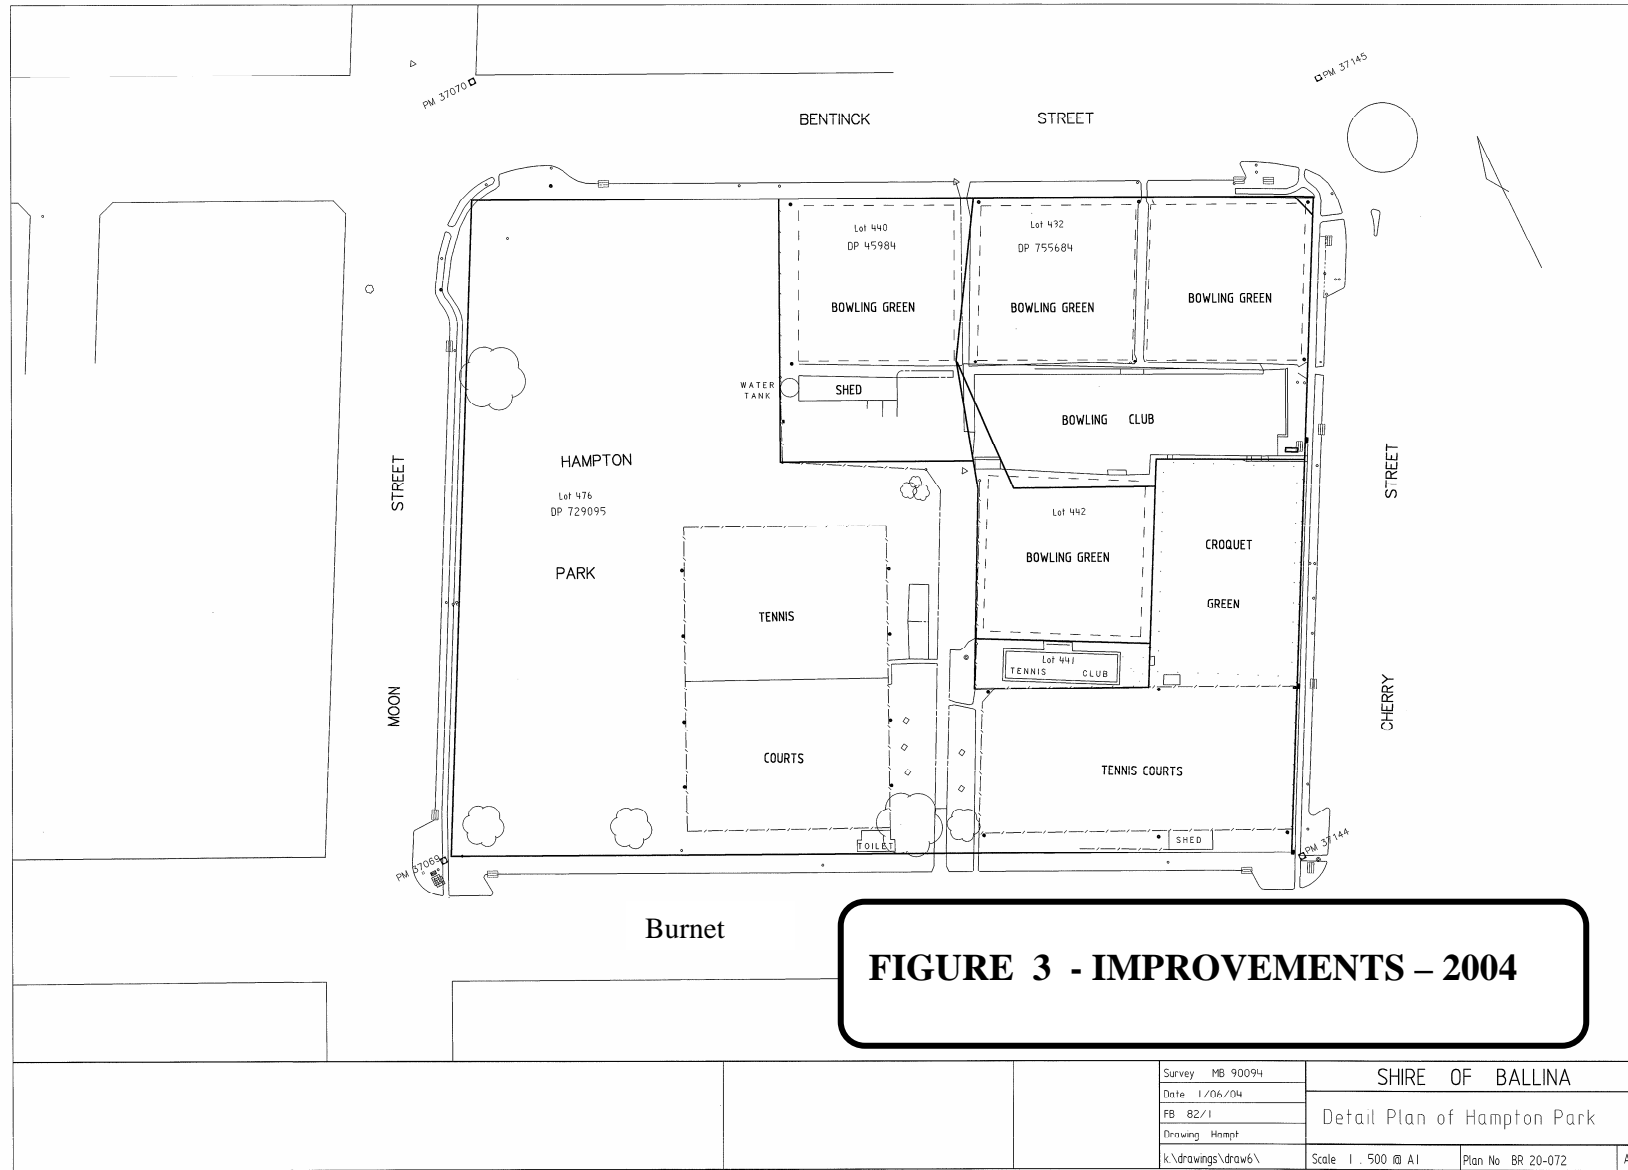 PM 37070
PM 37145
BENTINCK STREET
Lot 440
DP 45984
BOWLING GREEN
Lot 432
DP 755684
BOWLING GREEN
BOWLING GREEN
WATER
TANK
SHED
BOWLING CLUB
HAMPTON
Lot 476
DP 729095
PARK
MOON STREET
CHERRY STREET
Lot 442
BOWLING GREEN
CROQUET
GREEN
TENNIS
COURTS
Lot 441
TENNIS CLUB
TENNIS COURTS
TOILET
SHED
PM 37069
PM 37144
Burnet
FIGURE 3 - IMPROVEMENTS – 2004
Survey MB 90094
Date 1/06/04
FB 82/1
Drawing Hampt
k:\drawings\draw6\
SHIRE OF BALLINA
Detail Plan of Hampton Park
Scale 1 . 500 @ A1
Plan No BR 20-072